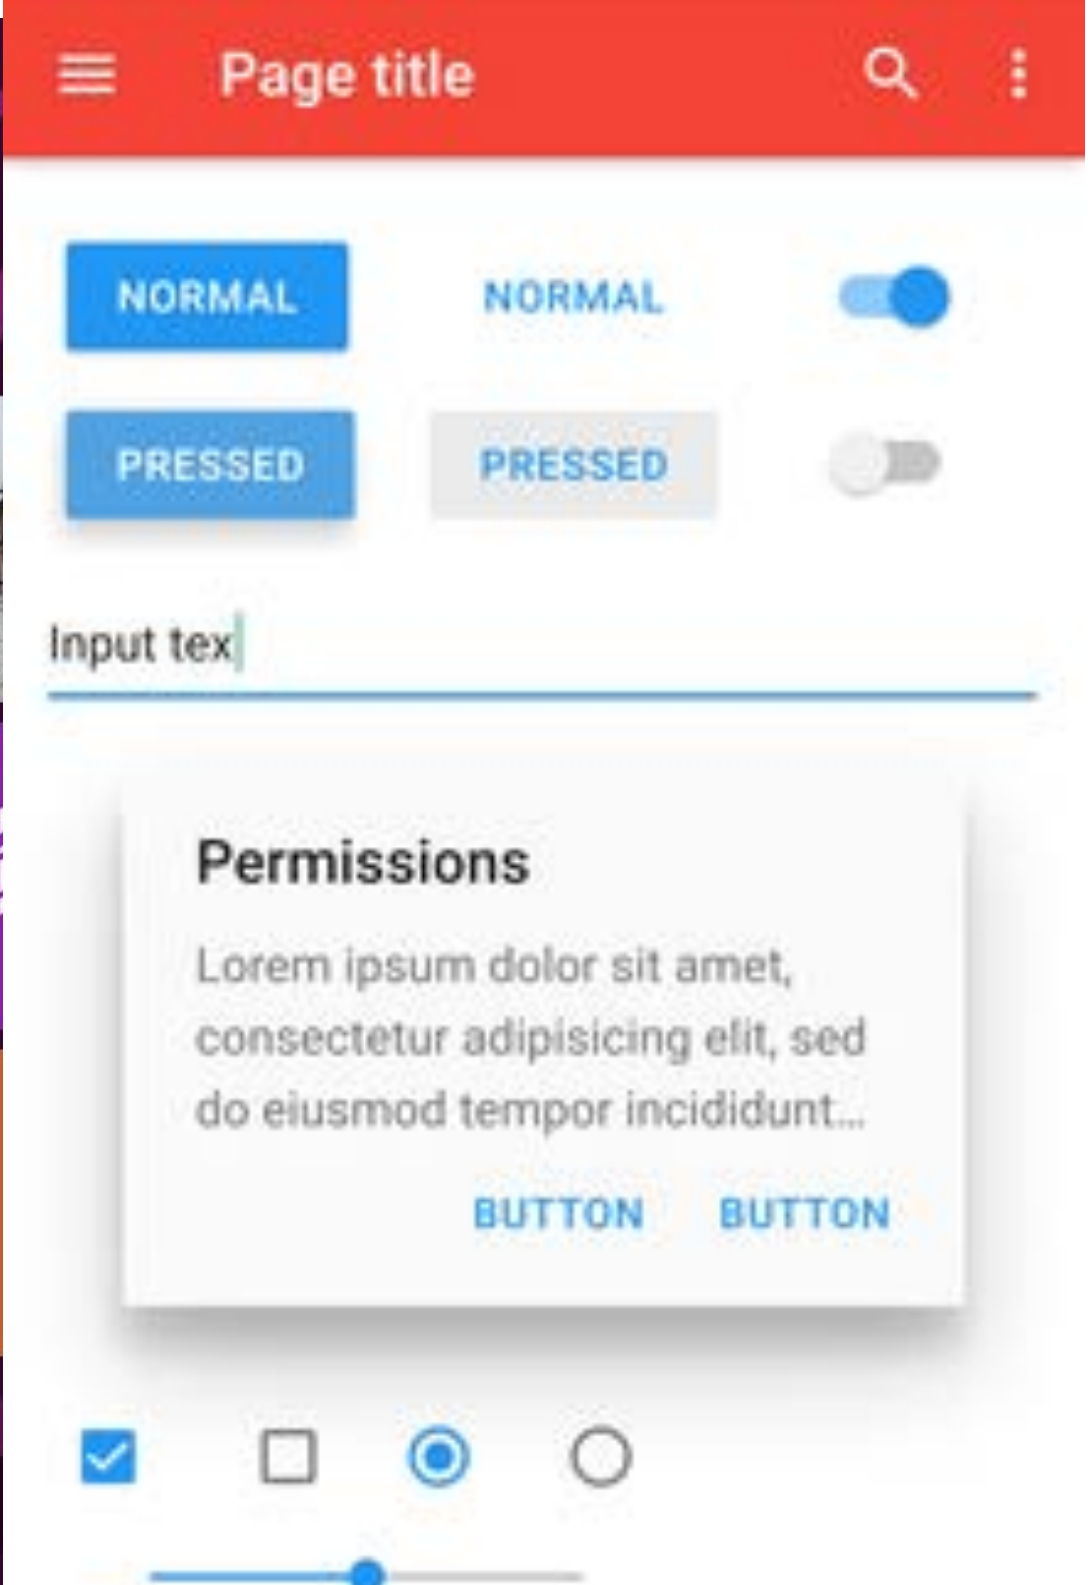 Page title
NORMAL NORMAL
PRESSED PRESSED
Input tex
Permissions
Lorem ipsum dolor sit amet,
consectetur adipisicing elit, sed
do eiusmod tempor incididunt...
BUTTON BUTTON